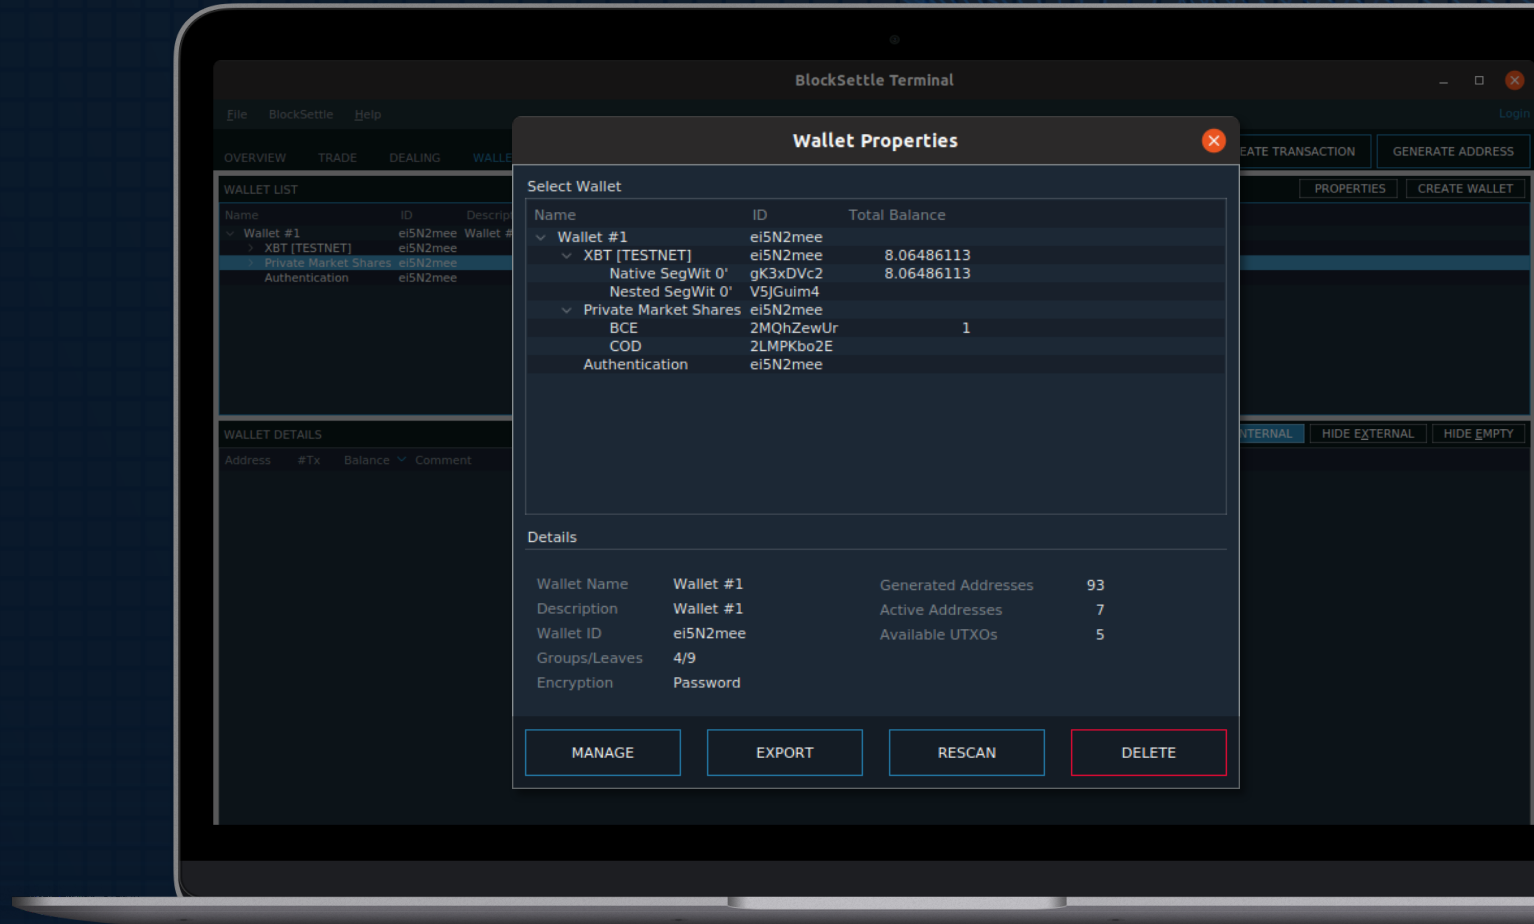 BlockSettle Terminal
File BlockSettle Help
Login
OVERVIEW TRADE DEALING WALLE
EATE TRANSACTION GENERATE ADDRESS
WALLET LIST
PROPERTIES CREATE WALLET
Name ID Descript
Wallet #1 ei5N2mee Wallet #
XBT [TESTNET] ei5N2mee
Private Market Shares ei5N2mee
Authentication ei5N2mee
WALLET DETAILS
NTERNAL HIDE EXTERNAL HIDE EMPTY
Address #Tx Balance Comment
Wallet Properties
Select Wallet
Name ID Total Balance
Wallet #1 ei5N2mee
XBT [TESTNET] ei5N2mee 8.06486113
Native SegWit 0' gK3xDVc2 8.06486113
Nested SegWit 0' V5JGuim4
Private Market Shares ei5N2mee
BCE 2MQhZewUr 1
COD 2LMPKbo2E
Authentication ei5N2mee
Details
Wallet Name Wallet #1
Description Wallet #1
Wallet ID ei5N2mee
Groups/Leaves 4/9
Encryption Password
Generated Addresses 93
Active Addresses 7
Available UTXOs 5
MANAGE EXPORT RESCAN DELETE